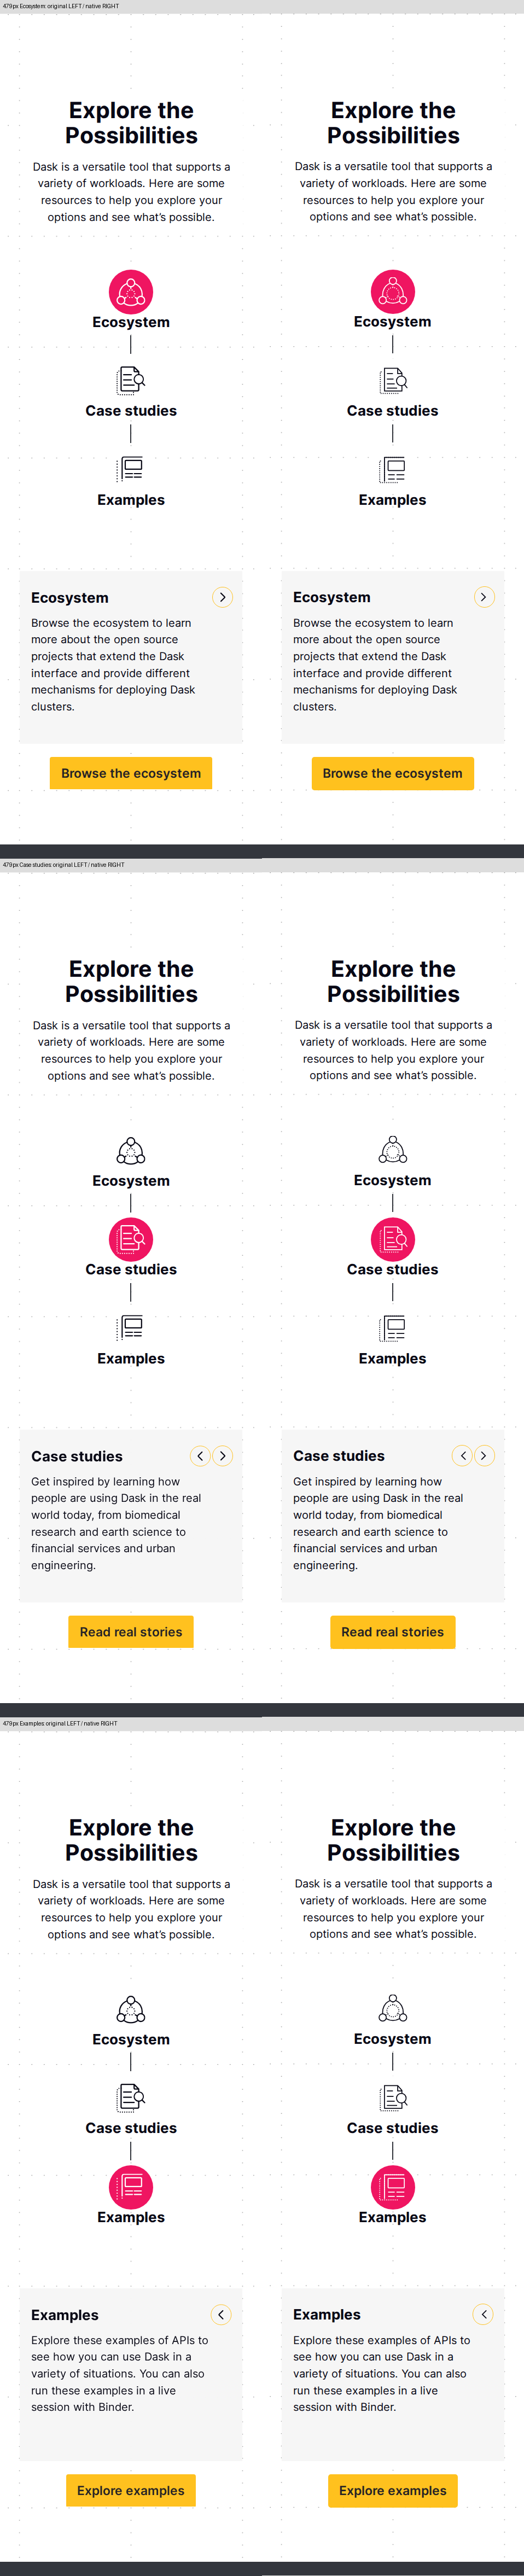 479px Ecosystem: original LEFT / native RIGHT
Explore the
Possibilities
Dask is a versatile tool that supports a
variety of workloads. Here are some
resources to help you explore your
options and see what's possible.
Ecosystem
Case studies
Examples
Ecosystem
Browse the ecosystem to learn
more about the open source
projects that extend the Dask
interface and provide different
mechanisms for deploying Dask
clusters.
Browse the ecosystem
Explore the
Possibilities
Dask is a versatile tool that supports a
variety of workloads. Here are some
resources to help you explore your
options and see what's possible.
Ecosystem
Case studies
Examples
Ecosystem
Browse the ecosystem to learn
more about the open source
projects that extend the Dask
interface and provide different
mechanisms for deploying Dask
clusters.
Browse the ecosystem
479px Case studies: original LEFT / native RIGHT
Explore the
Possibilities
Dask is a versatile tool that supports a
variety of workloads. Here are some
resources to help you explore your
options and see what's possible.
Ecosystem
Case studies
Examples
Case studies
Get inspired by learning how
people are using Dask in the real
world today, from biomedical
research and earth science to
financial services and urban
engineering.
Read real stories
Explore the
Possibilities
Dask is a versatile tool that supports a
variety of workloads. Here are some
resources to help you explore your
options and see what's possible.
Ecosystem
Case studies
Examples
Case studies
Get inspired by learning how
people are using Dask in the real
world today, from biomedical
research and earth science to
financial services and urban
engineering.
Read real stories
479px Examples: original LEFT / native RIGHT
Explore the
Possibilities
Dask is a versatile tool that supports a
variety of workloads. Here are some
resources to help you explore your
options and see what's possible.
Ecosystem
Case studies
Examples
Examples
Explore these examples of APIs to
see how you can use Dask in a
variety of situations. You can also
run these examples in a live
session with Binder.
Explore examples
Explore the
Possibilities
Dask is a versatile tool that supports a
variety of workloads. Here are some
resources to help you explore your
options and see what's possible.
Ecosystem
Case studies
Examples
Examples
Explore these examples of APIs to
see how you can use Dask in a
variety of situations. You can also
run these examples in a live
session with Binder.
Explore examples